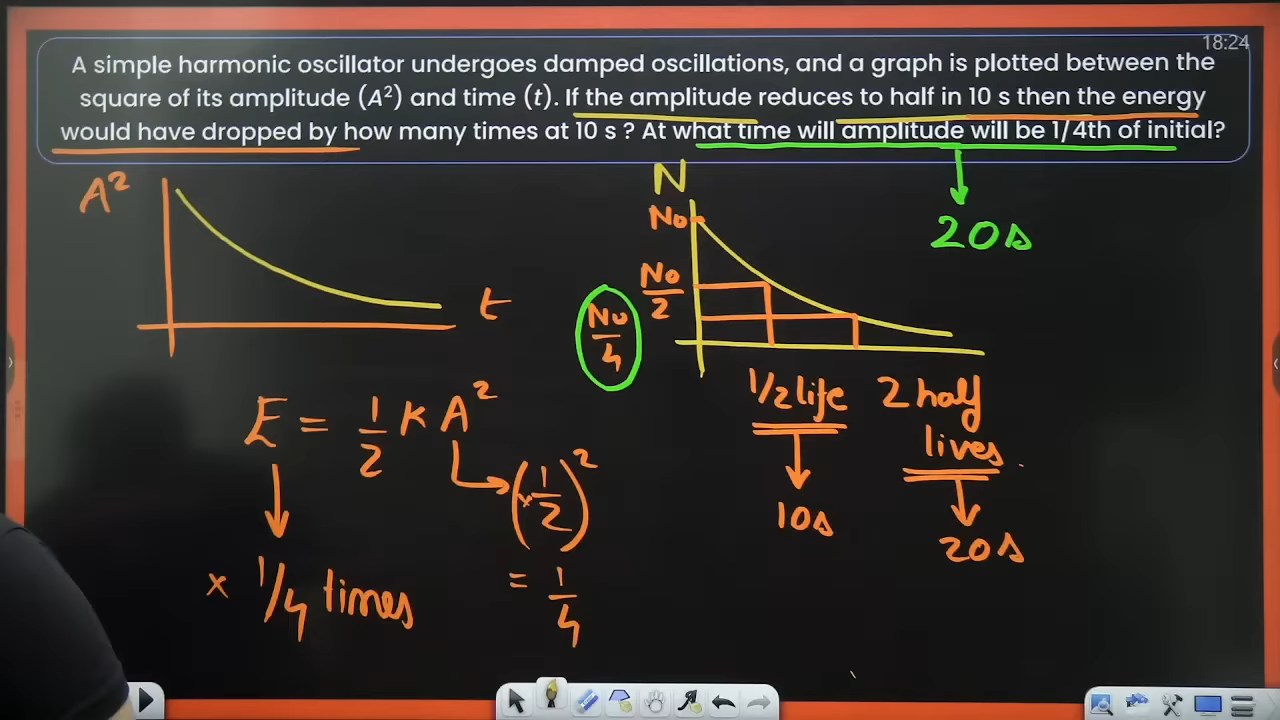 18:24
A simple harmonic oscillator undergoes damped oscillations, and a graph is plotted between the
square of its amplitude (A²) and time (t). If the amplitude reduces to half in 10 s then the energy
would have dropped by how many times at 10 s ? At what time will amplitude will be 1/4th of initial?
A²
t
N
No
No/2
No/4
20s
1/2 life
2 half
lives
10s
20s
E = 1/2 K A²
(×1/2)²
= 1/4
× 1/4 times